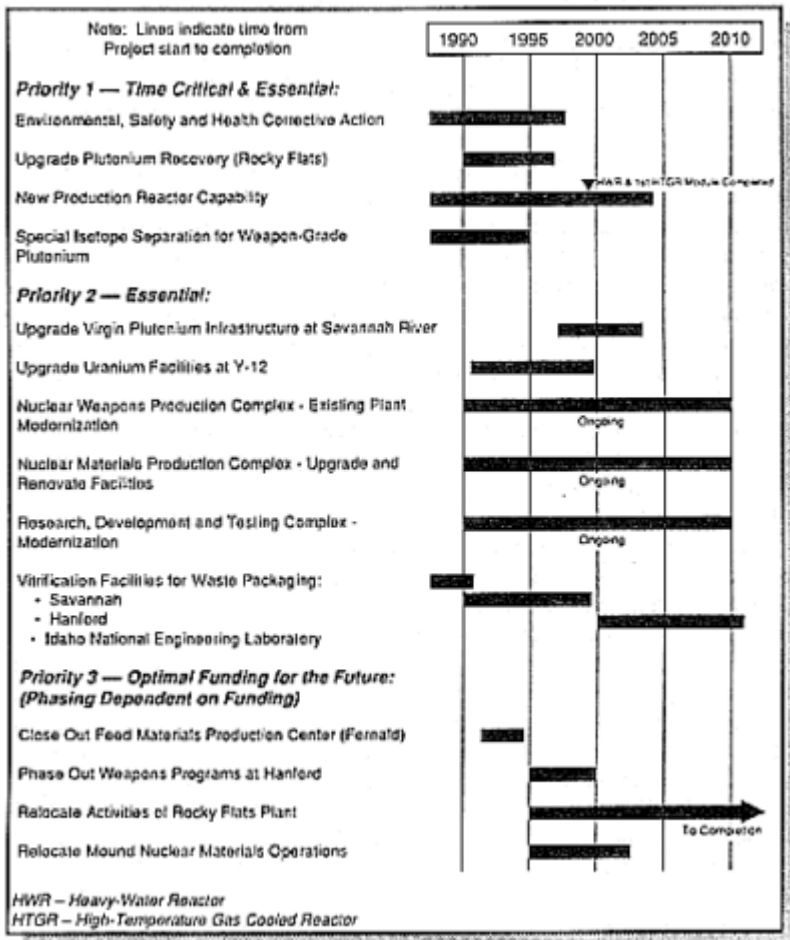 Note: Lines indicate time from
Project start to completion
1990 1995 2000 2005 2010
Priority 1 — Time Critical & Essential:
Environmental, Safety and Health Corrective Action
Upgrade Plutonium Recovery (Rocky Flats)
HWR & 1st HTGR Module Completed
New Production Reactor Capability
Special Isotope Separation for Weapon-Grade
Plutonium
Priority 2 — Essential:
Upgrade Virgin Plutonium Infrastructure at Savannah River
Upgrade Uranium Facilities at Y-12
Nuclear Weapons Production Complex - Existing Plant
Modernization
Ongoing
Nuclear Materials Production Complex - Upgrade and
Renovate Facilities
Ongoing
Research, Development and Testing Complex -
Modernization
Ongoing
Vitrification Facilities for Waste Packaging:
• Savannah
• Hanford
• Idaho National Engineering Laboratory
Priority 3 — Optimal Funding for the Future:
(Phasing Dependent on Funding)
Close Out Feed Materials Production Center (Fernald)
Phase Out Weapons Programs at Hanford
Relocate Activities of Rocky Flats Plant
To Completion
Relocate Mound Nuclear Materials Operations
HWR – Heavy-Water Reactor
HTGR – High-Temperature Gas Cooled Reactor